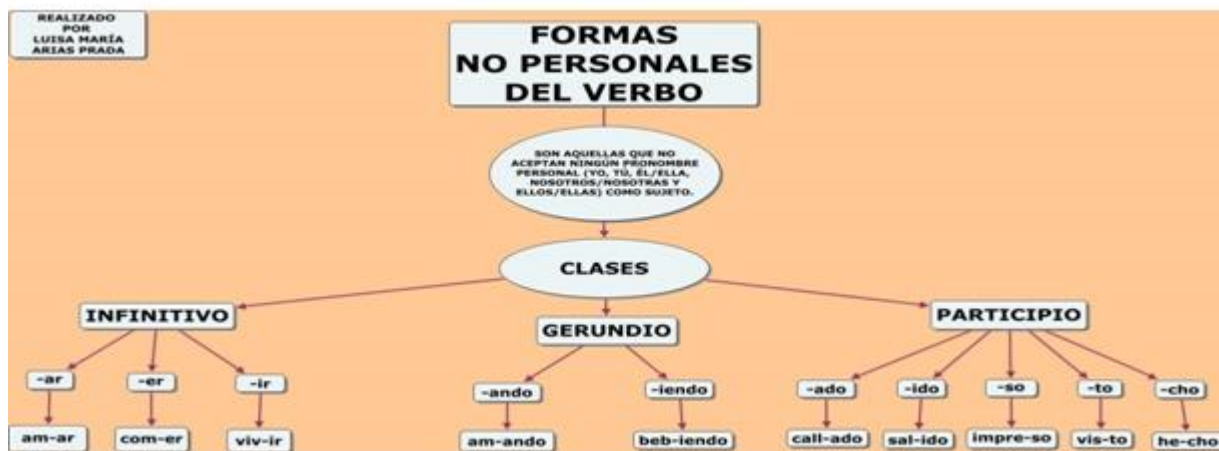 REALIZADO
POR
LUISA MARÍA
ARIAS PRADA
FORMAS
NO PERSONALES
DEL VERBO
SON AQUELLAS QUE NO
ACEPTAN NINGÚN PRONOMBRE
PERSONAL (YO, TÚ, ÉL/ELLA,
NOSOTROS/NOSOTRAS Y
ELLOS/ELLAS) COMO SUJETO.
CLASES
INFINITIVO
GERUNDIO
PARTICIPIO
-ar
-er
-ir
-ando
-iendo
-ado
-ido
-so
-to
-cho
am-ar
com-er
viv-ir
am-ando
beb-iendo
call-ado
sal-ido
impre-so
vis-to
he-cho